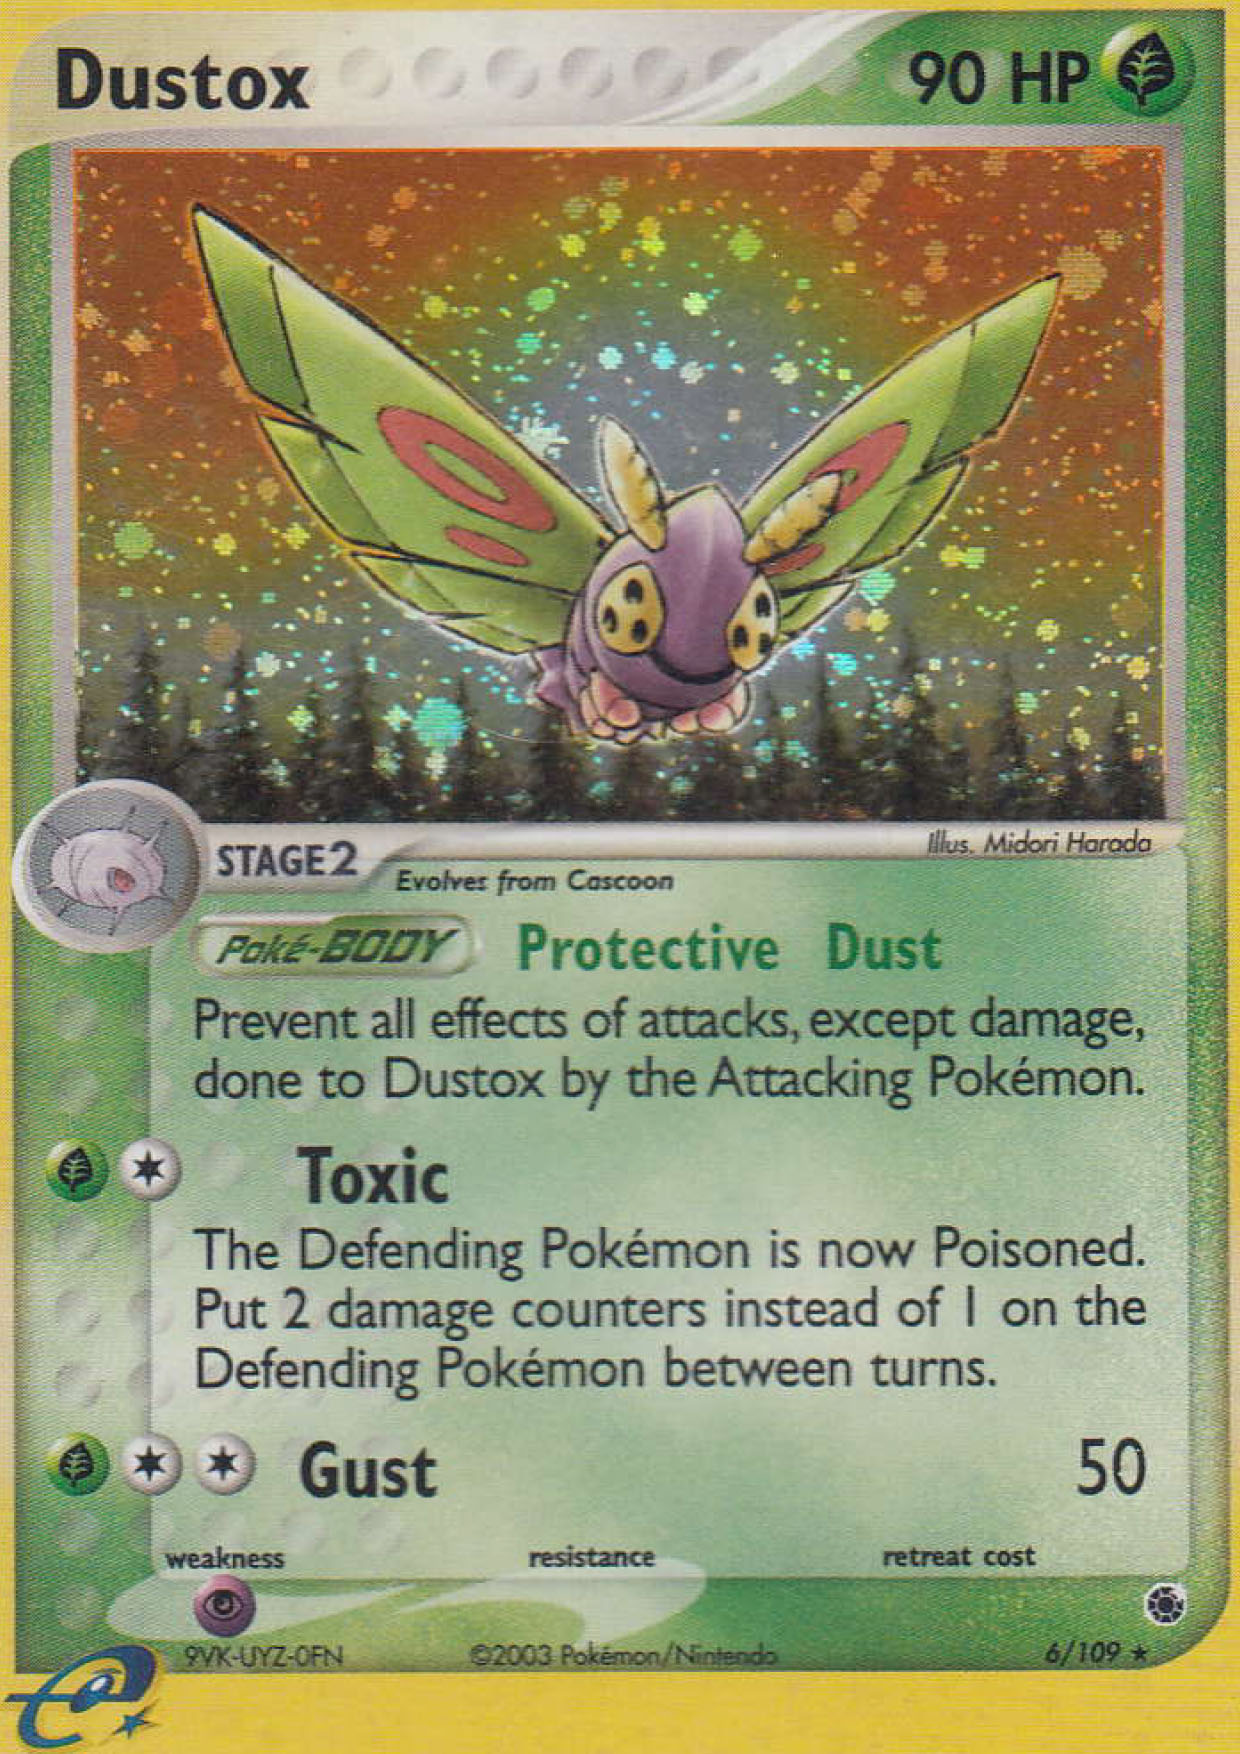 Dustox
90 HP
Illus. Midori Harada
STAGE2
Evolves from Cascoon
Poké-BODY Protective Dust
Prevent all effects of attacks, except damage,
done to Dustox by the Attacking Pokémon.
Toxic
The Defending Pokémon is now Poisoned.
Put 2 damage counters instead of 1 on the
Defending Pokémon between turns.
Gust 50
weakness resistance retreat cost
9VK-UYZ-0FN ©2003 Pokémon/Nintendo 6/109 ★
e